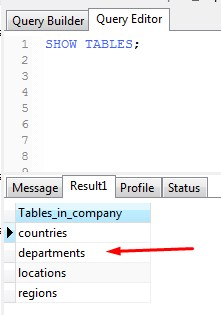 Query Builder Query Editor
1 SHOW TABLES;
2
3
4
5
6
7
8
9
Message Result1 Profile Status
Tables_in_company
countries
departments
locations
regions